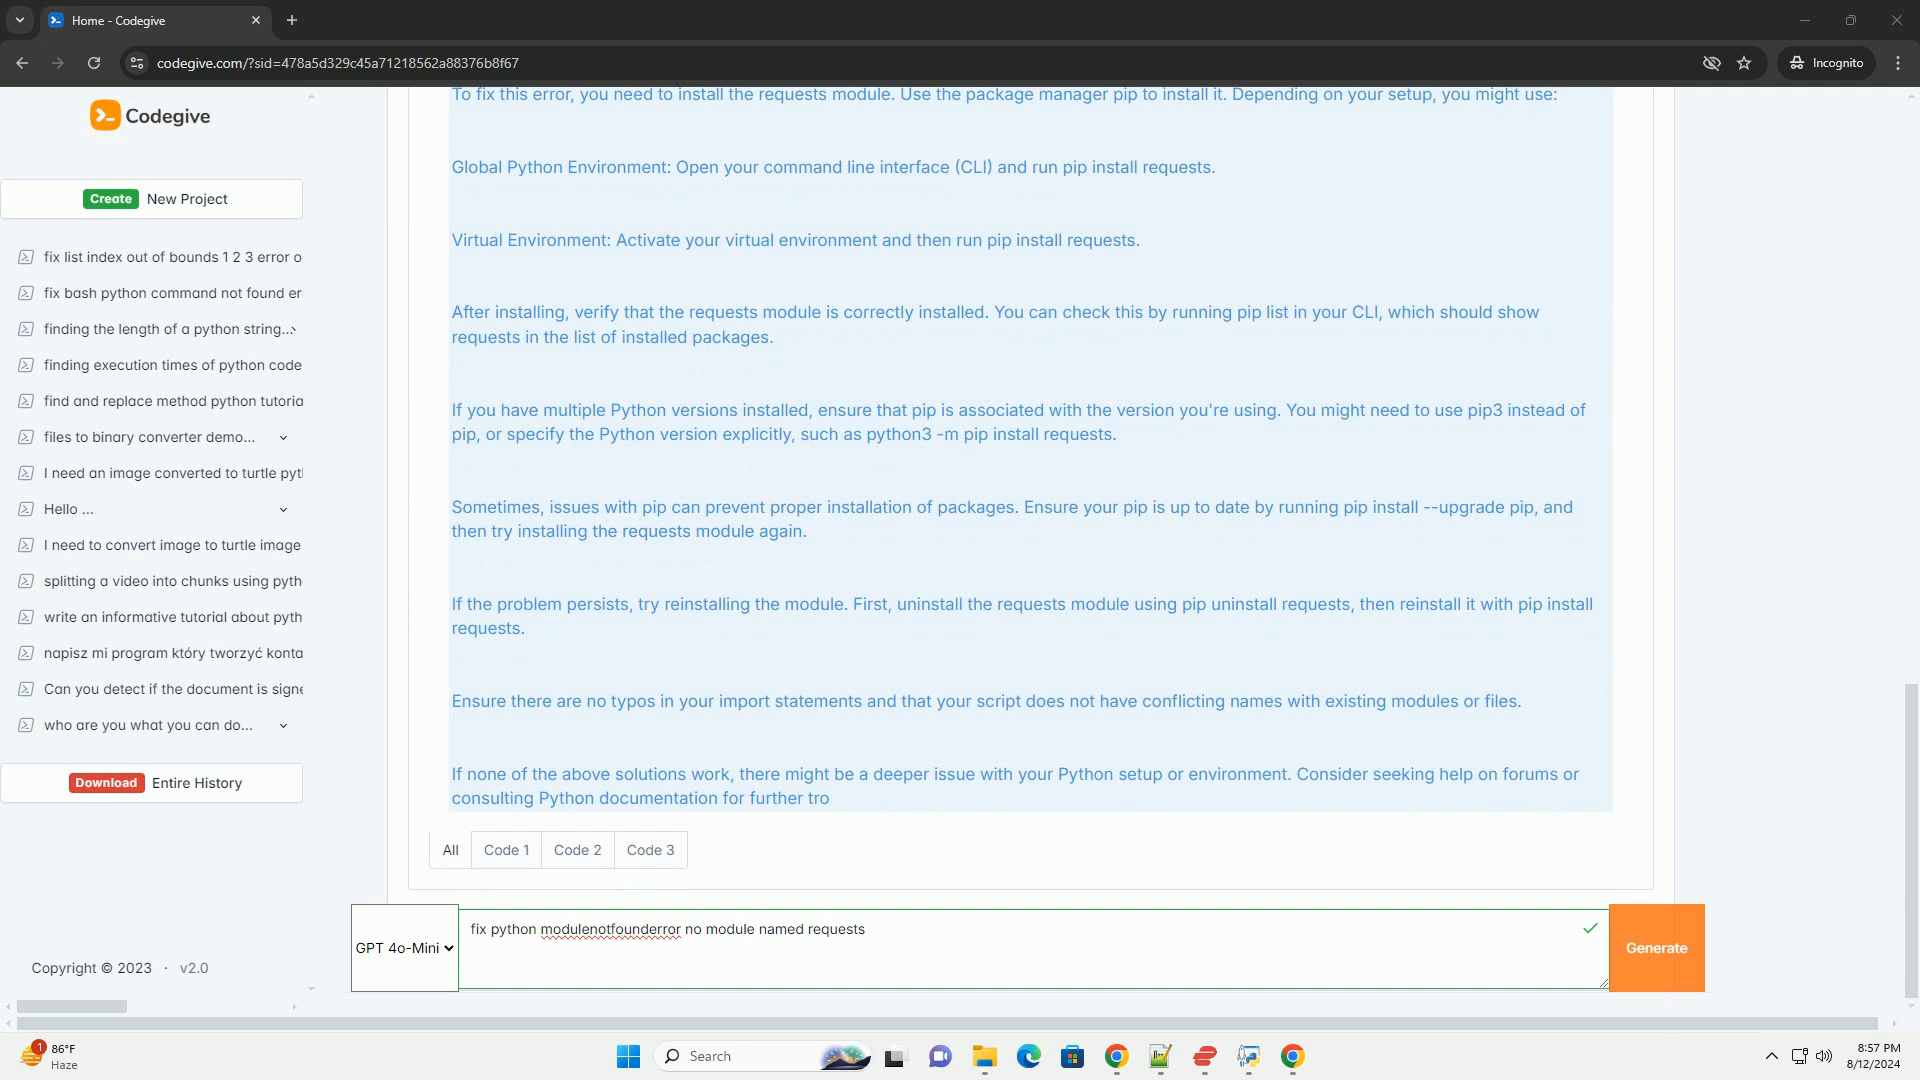 Home - Codegive
codegive.com/?sid=478a5d329c45a71218562a88376b8f67
Incognito
Codegive
Create New Project
fix list index out of bounds 1 2 3 error o
fix bash python command not found er
finding the length of a python string...
finding execution times of python code
find and replace method python tutoria
files to binary converter demo...
I need an image converted to turtle pyt
Hello ...
I need to convert image to turtle image
splitting a video into chunks using pyth
write an informative tutorial about pyth
napisz mi program który tworzyć konta
Can you detect if the document is signe
who are you what you can do...
Download Entire History
Copyright © 2023 · v2.0
To fix this error, you need to install the requests module. Use the package manager pip to install it. Depending on your setup, you might use:
Global Python Environment: Open your command line interface (CLI) and run pip install requests.
Virtual Environment: Activate your virtual environment and then run pip install requests.
After installing, verify that the requests module is correctly installed. You can check this by running pip list in your CLI, which should show
requests in the list of installed packages.
If you have multiple Python versions installed, ensure that pip is associated with the version you're using. You might need to use pip3 instead of
pip, or specify the Python version explicitly, such as python3 -m pip install requests.
Sometimes, issues with pip can prevent proper installation of packages. Ensure your pip is up to date by running pip install --upgrade pip, and
then try installing the requests module again.
If the problem persists, try reinstalling the module. First, uninstall the requests module using pip uninstall requests, then reinstall it with pip install
requests.
Ensure there are no typos in your import statements and that your script does not have conflicting names with existing modules or files.
If none of the above solutions work, there might be a deeper issue with your Python setup or environment. Consider seeking help on forums or
consulting Python documentation for further tro
All Code 1 Code 2 Code 3
GPT 4o-Mini
fix python modulenotfounderror no module named requests
Generate
1
86°F
Haze
Search
8:57 PM
8/12/2024